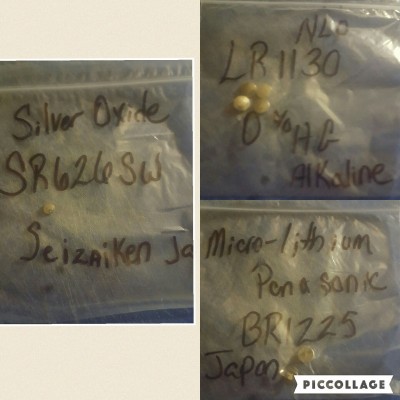 Silver Oxide
SR626SW
Seizaiken Ja
NLo
LR1130
0%HG
Alkaline
Micro-lithium
Panasonic
BR1225
Japan
PICCOLLAGE